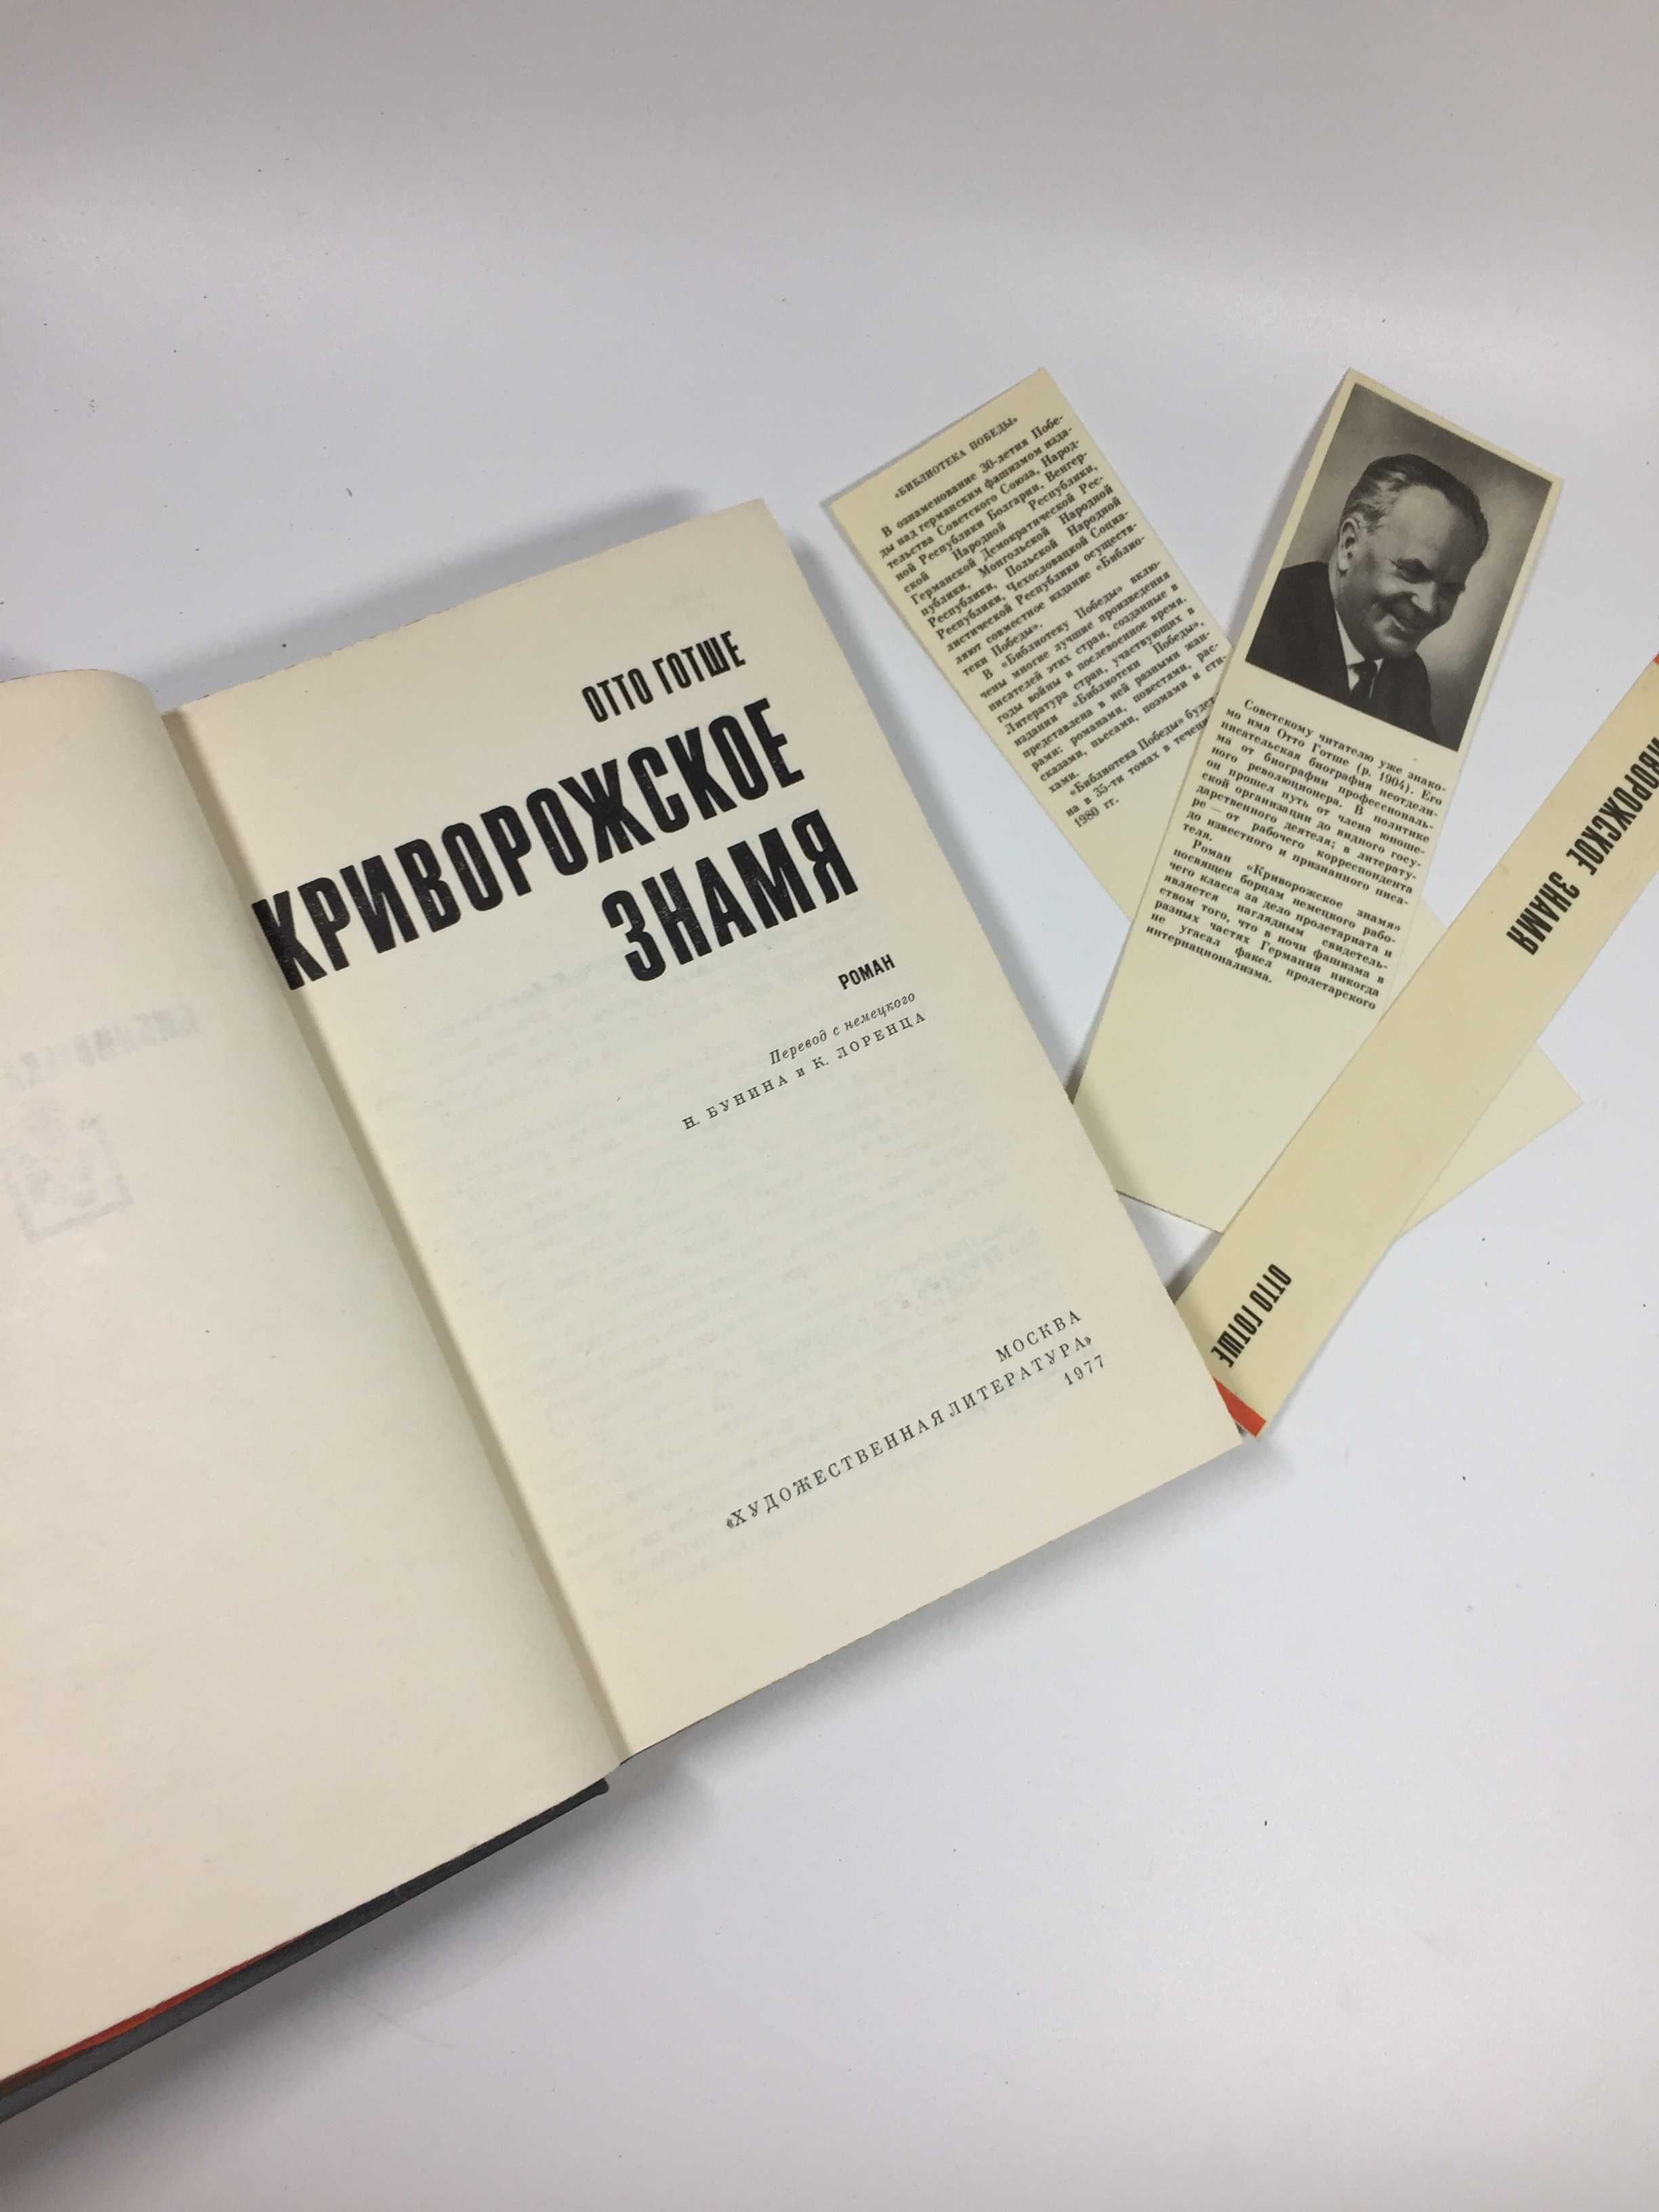 ОТТО ГОТШЕ
КРИВОРОЖСКОЕ
ЗНАМЯ
РОМАН
Перевод с немецкого
Н. БУНИНА и К. ЛОРЕНЦА
МОСКВА
«ХУДОЖЕСТВЕННАЯ ЛИТЕРАТУРА»
1977
«БИБЛИОТЕКА ПОБЕДЫ»
В ознаменование 30-летия Побе-
ды над германским фашизмом изда-
тельства Советского Союза, Народ-
ной Республики Болгарии, Венгер-
ской Народной Республики,
Германской Демократической Рес-
публики, Монгольской Народной
Республики, Польской Народной
Республики, Чехословацкой Социа-
листической Республики осуществ-
ляют совместное издание «Библио-
теки Победы».
В «Библиотеку Победы» вклю-
чены многие лучшие произведения
писателей этих стран, созданные в
годы войны и послевоенное время.
Литература стран, участвующих в
издании «Библиотеки Победы»,
представлена в ней разными жан-
рами: романами, повестями, рас-
сказами, пьесами, поэмами и сти-
хами.
«Библиотека Победы» будет
на в 35-ти томах в течени
1980 гг.
Советскому читателю уже знако-
мо имя Отто Готше (р. 1904). Его
писательская биография неотдели-
ма от биографии профессиональ-
ного революционера. В политике
он прошел путь от члена юноше-
ской организации до видного госу-
дарственного деятеля; в литерату-
ре — от рабочего корреспондента
до известного и признанного писа-
теля.
Роман «Криворожское знамя»
посвящен борцам немецкого рабо-
чего класса за дело пролетариата и
является наглядным свидетель-
ством того, что в ночи фашизма в
разных частях Германии никогда
не угасал факел пролетарского
интернационализма.
ИВОРОЖСКОЕ ЗНАМЯ
ОТТО ГОТШЕ